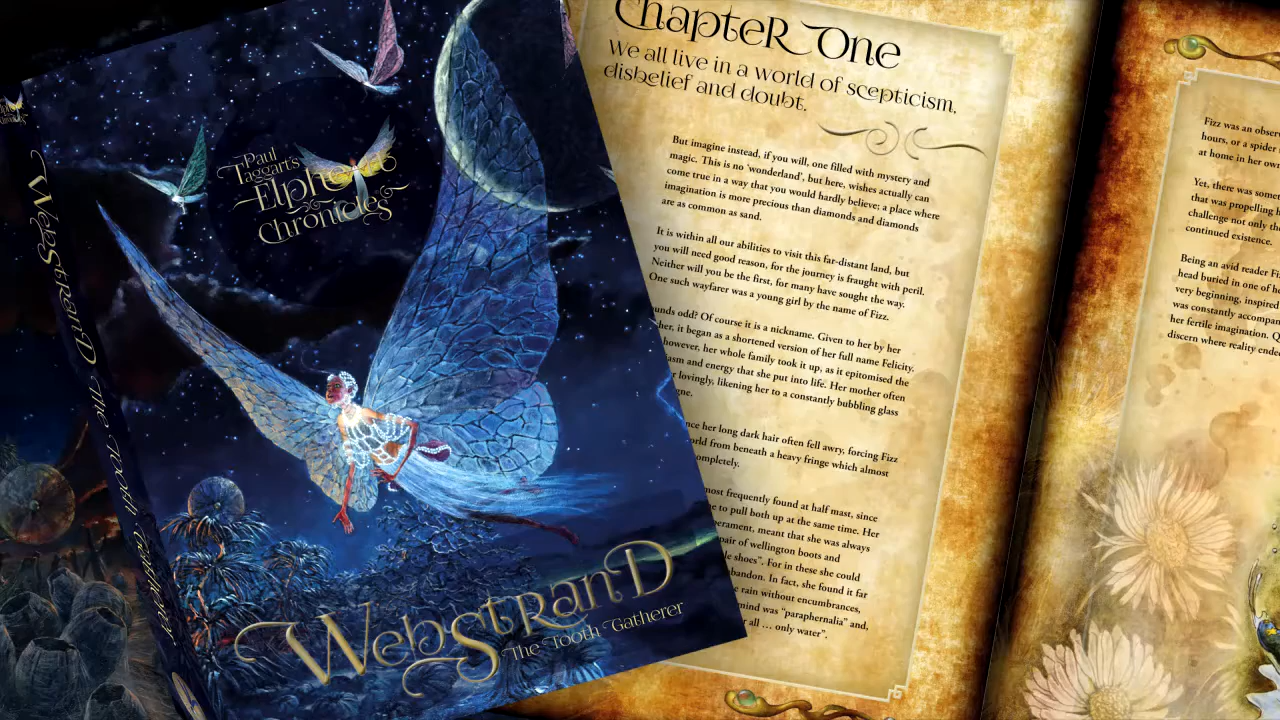 Paul
Taggart's
Elphe
Chronicles
WebStranD
The Tooth Gatherer
WebStranD The Tooth Gatherer
Chapter One
We all live in a world of scepticism,
disbelief and doubt.
But imagine instead, if you will, one filled with mystery and
magic. This is no 'wonderland', but here, wishes actually can
come true in a way that you would hardly believe; a place where
imagination is more precious than diamonds and diamonds
are as common as sand.
It is within all our abilities to visit this far-distant land, but
you will need good reason, for the journey is fraught with peril.
Neither will you be the first, for many have sought the way.
One such wayfarer was a young girl by the name of Fizz.
unds odd? Of course it is a nickname. Given to her by her
her, it began as a shortened version of her full name Felicity.
however, her whole family took it up, as it epitomised the
asm and energy that she put into life. Her mother often
r lovingly, likening her to a constantly bubbling glass
gne.
nce her long dark hair often fell awry, forcing Fizz
orld from beneath a heavy fringe which almost
ompletely.
most frequently found at half mast, since
e to pull both up at the same time. Her
perament, meant that she was always
pair of wellington boots and
le shoes". For in these she could
bandon. In fact, she found it far
e rain without encumbrances,
mind was "paraphernalia" and,
r all … only water".
Fizz was an obser
hours, or a spider
at home in her own
Yet, there was some
that was propelling
challenge not only th
continued existence.
Being an avid reader Fi
head buried in one of he
very beginning, inspired
was constantly accompan
her fertile imagination. Q
discern where reality ende